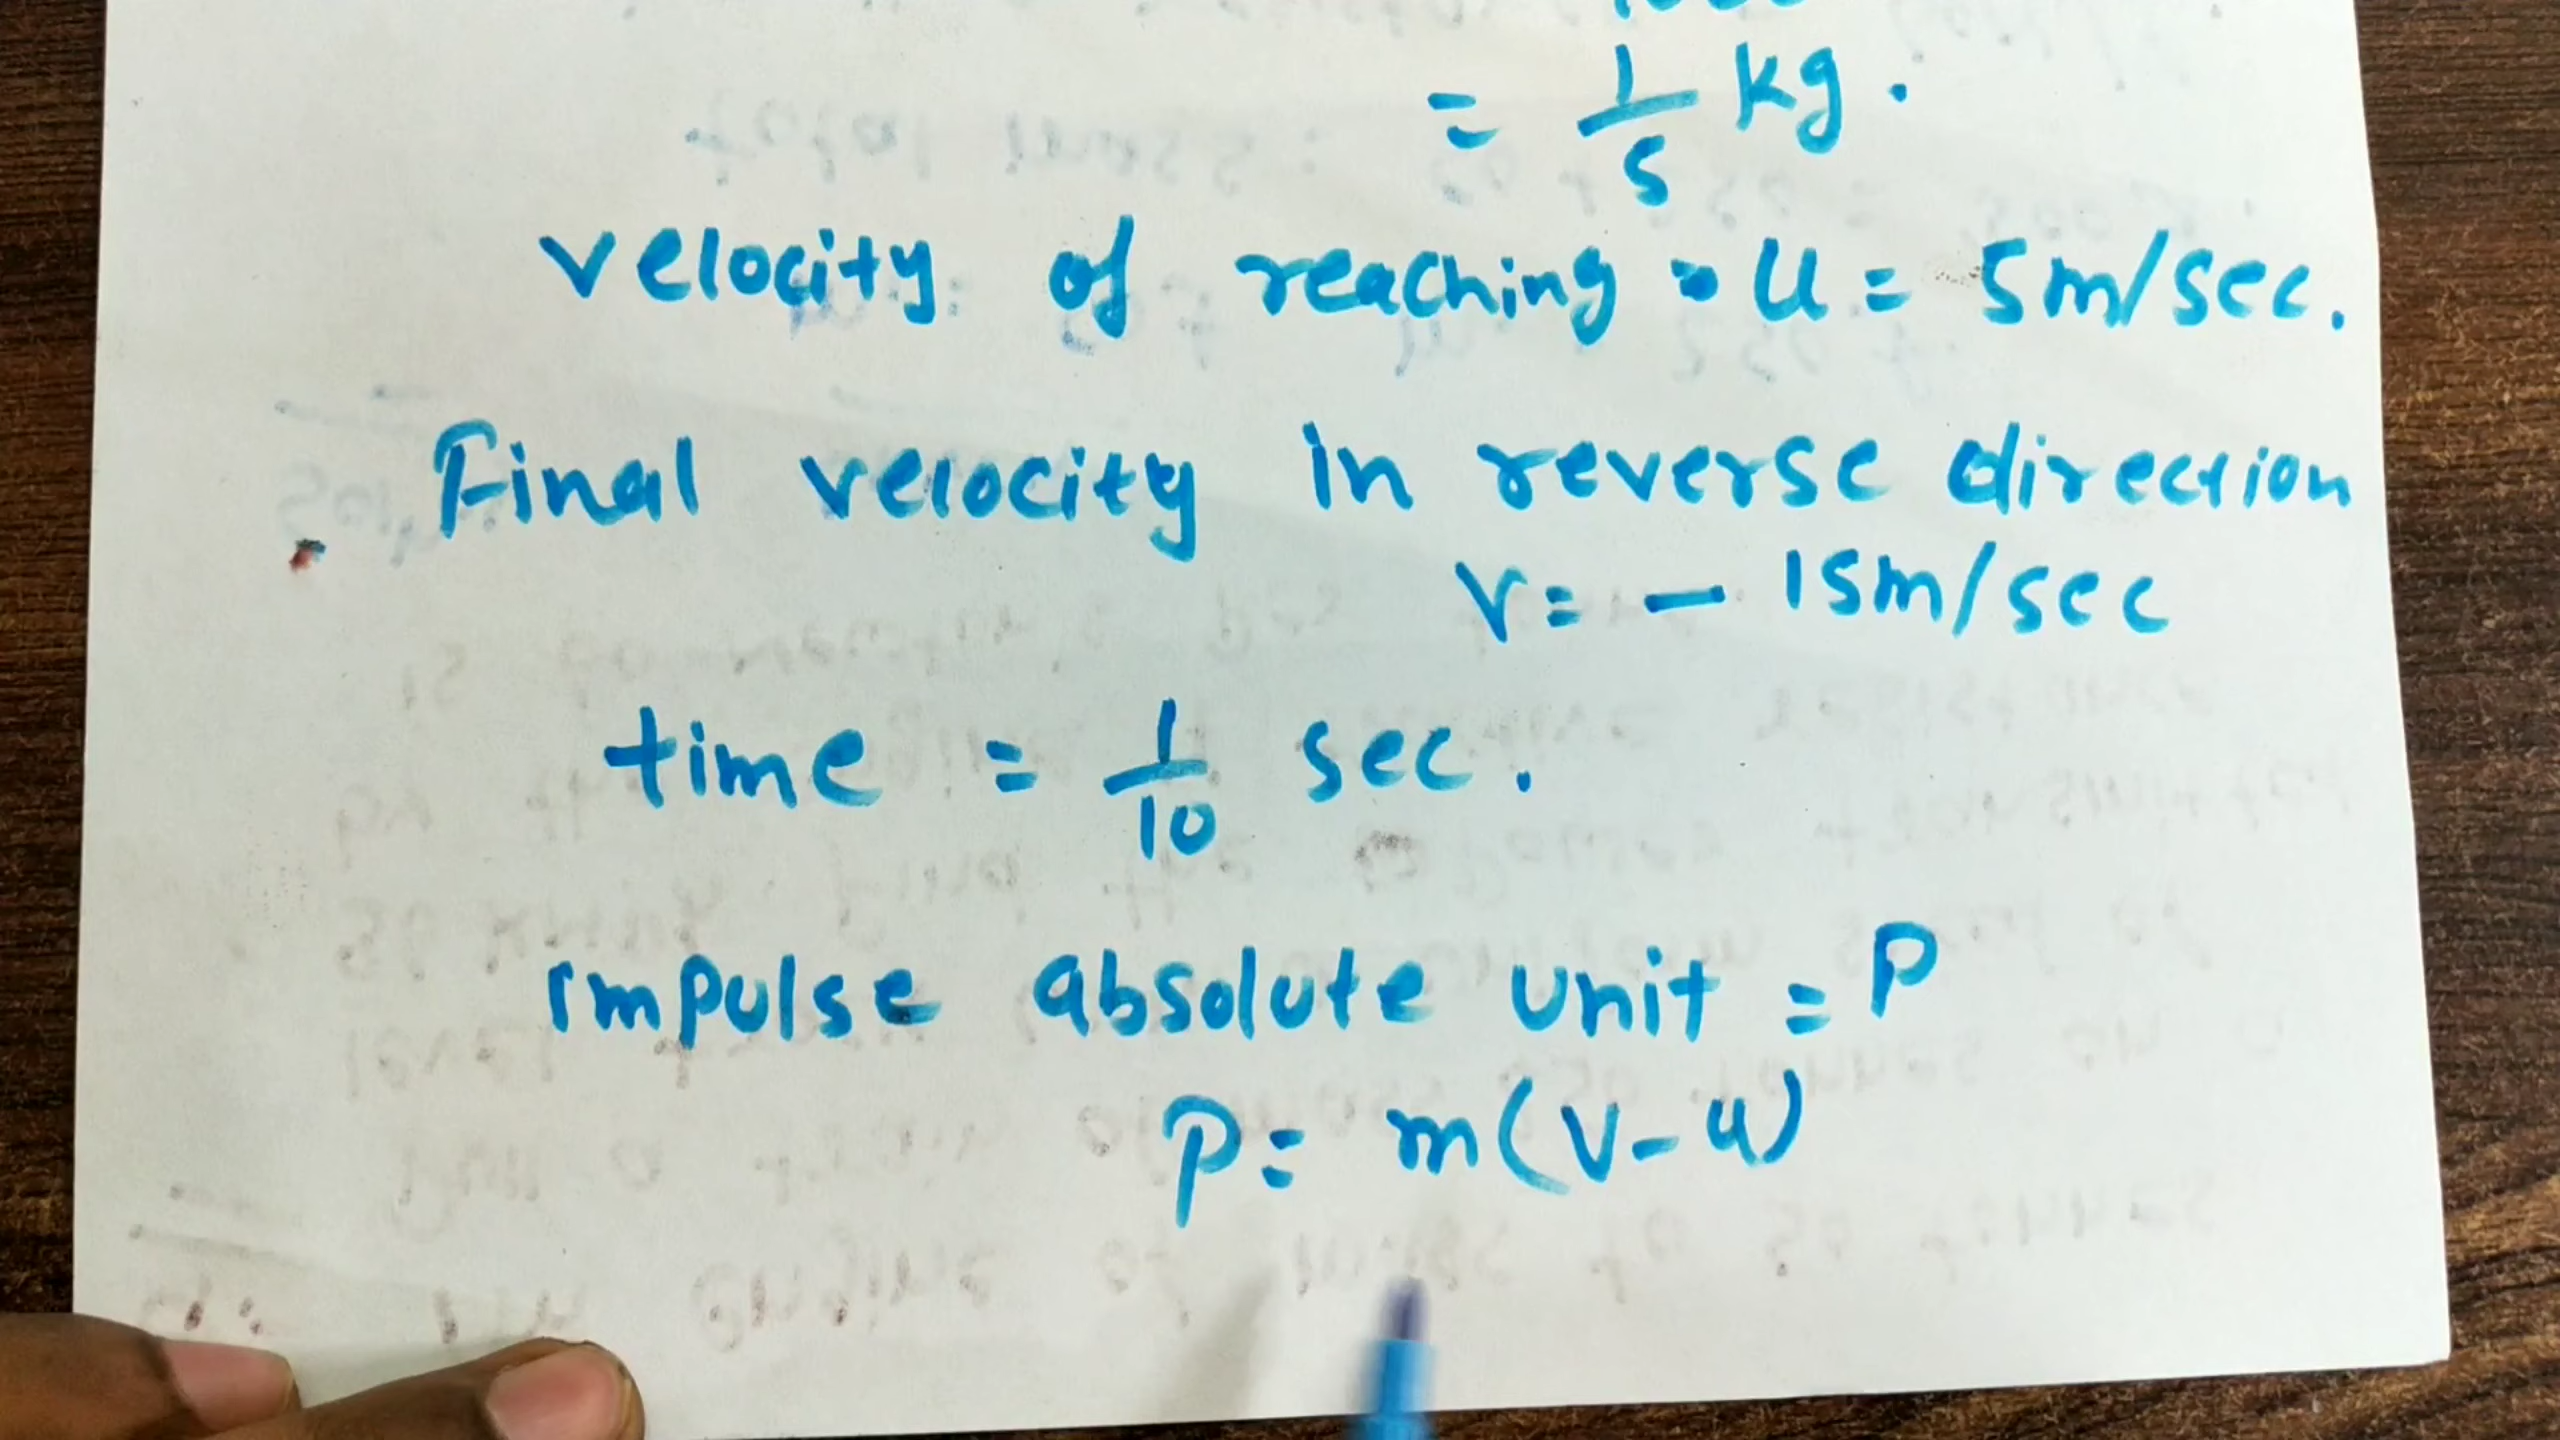 = 1/5 kg.
velocity of reaching = u = 5m/sec.
Final velocity in reverse direction
v = - 15m/sec
time = 1/10 sec.
impulse absolute unit = P
P = m(v-u)